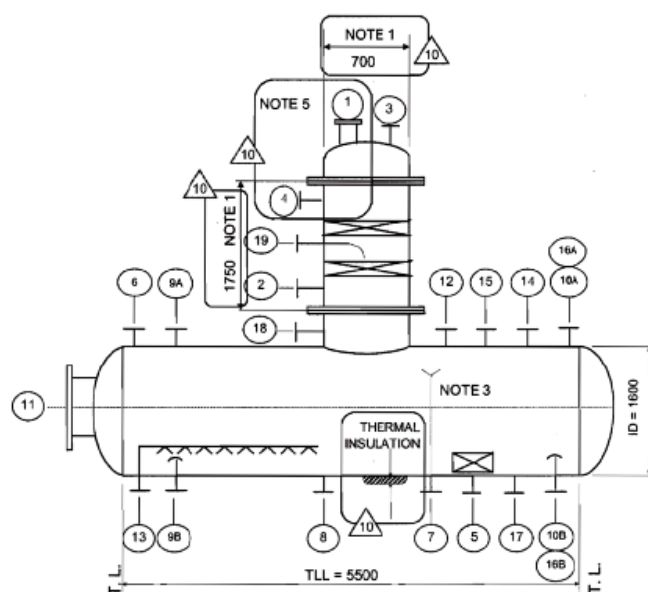 NOTE 1
700
10
NOTE 5
1
3
10
4
10
NOTE 1
1750
19
2
18
6
9A
12
15
14
16A
10A
11
NOTE 3
ID = 1600
THERMAL
INSULATION
10
13
9B
8
7
5
17
10B
16B
T. L.
TLL = 5500
T. L.